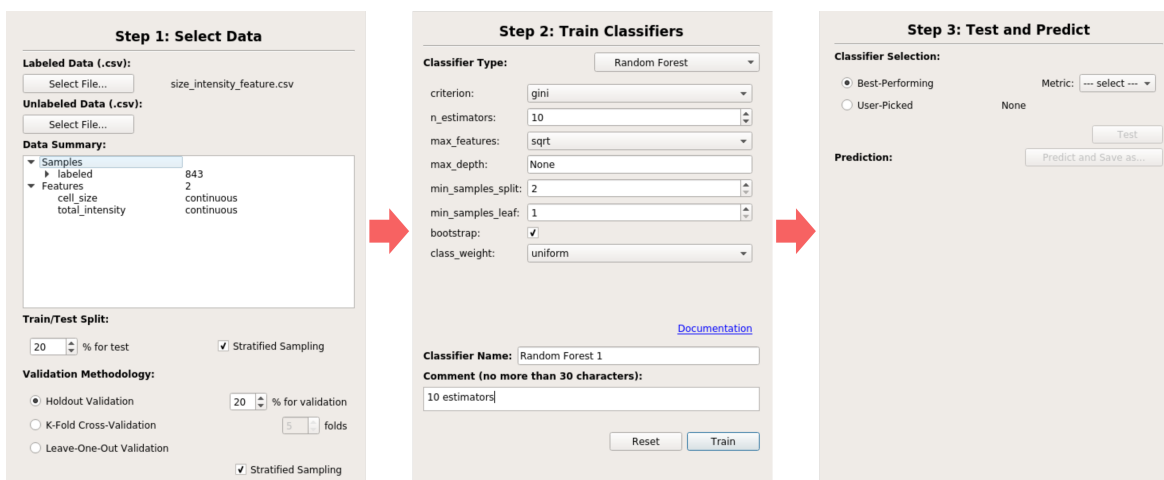 Step 1: Select Data
Labeled Data (.csv):
Select File...
size_intensity_feature.csv
Unlabeled Data (.csv):
Select File...
Data Summary:
Samples
labeled 843
Features 2
cell_size continuous
total_intensity continuous
Train/Test Split:
20 % for test
Stratified Sampling
Validation Methodology:
Holdout Validation
20 % for validation
K-Fold Cross-Validation
5 folds
Leave-One-Out Validation
Stratified Sampling
Step 2: Train Classifiers
Classifier Type: Random Forest
criterion: gini
n_estimators: 10
max_features: sqrt
max_depth: None
min_samples_split: 2
min_samples_leaf: 1
bootstrap:
class_weight: uniform
Documentation
Classifier Name: Random Forest 1
Comment (no more than 30 characters):
10 estimators
Reset Train
Step 3: Test and Predict
Classifier Selection:
Best-Performing
Metric: --- select ---
User-Picked
None
Test
Prediction: Predict and Save as...